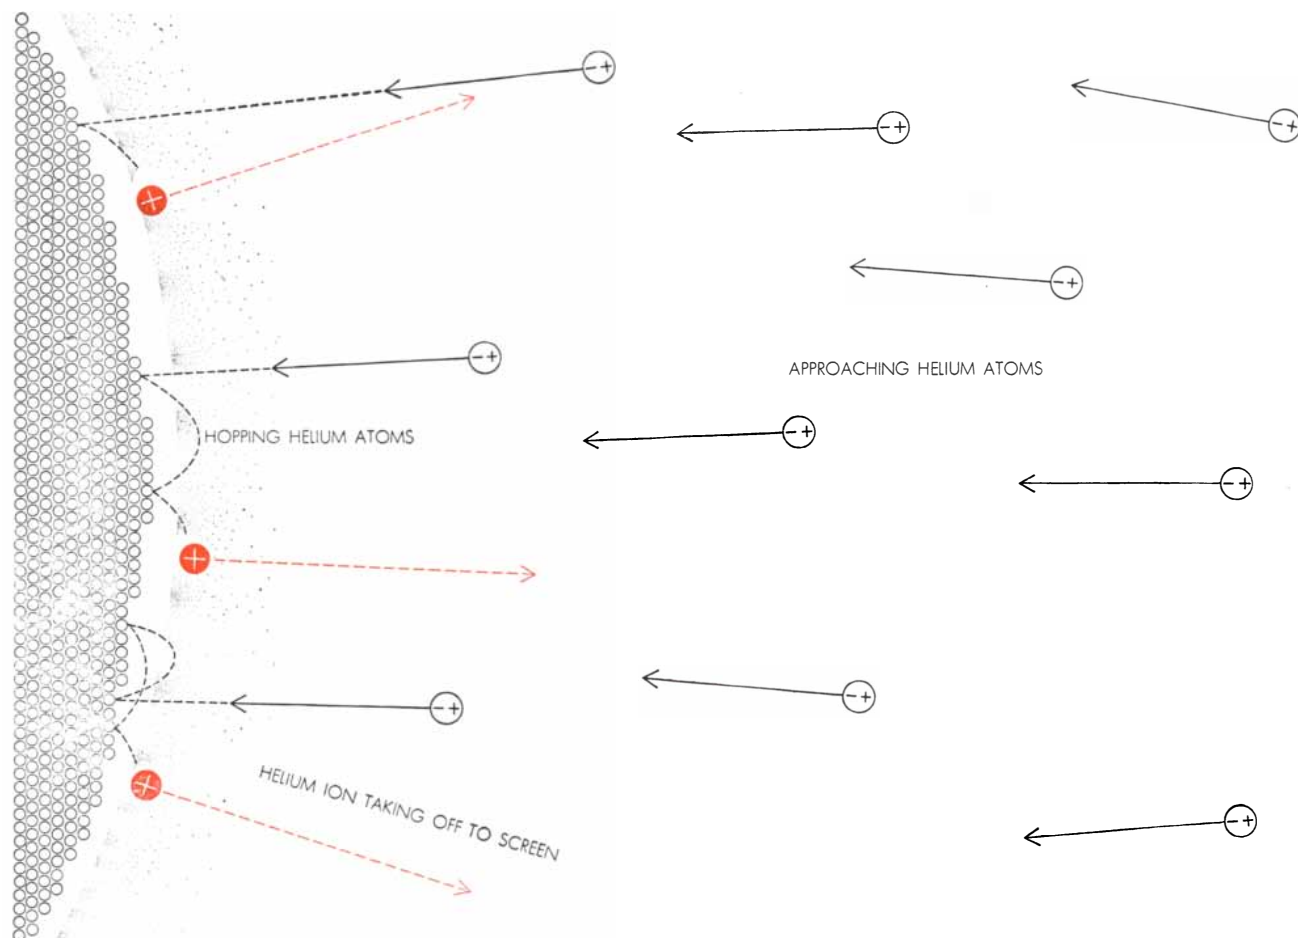 APPROACHING HELIUM ATOMS
HOPPING HELIUM ATOMS
HELIUM ION TAKING OFF TO SCREEN